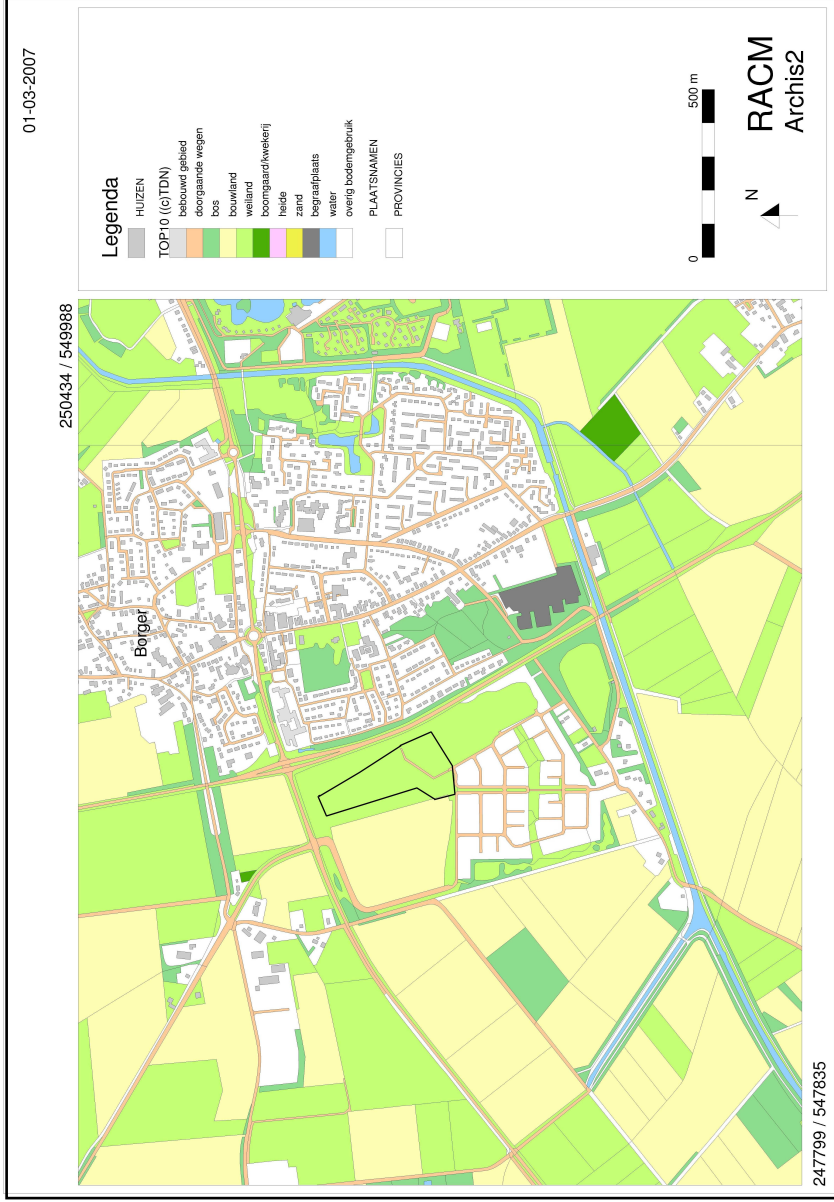 01-03-2007
Legenda
HUIZEN
TOP10 ((c)TDN)
bebouwd gebied
doorgaande wegen
bos
bouwland
weiland
boomgaard/kwekerij
heide
zand
begraafplaats
water
overig bodemgebruik
PLAATSNAMEN
PROVINCIES
0
500 m
N
RACM
Archis2
250434 / 549988
Borger
247799 / 547835